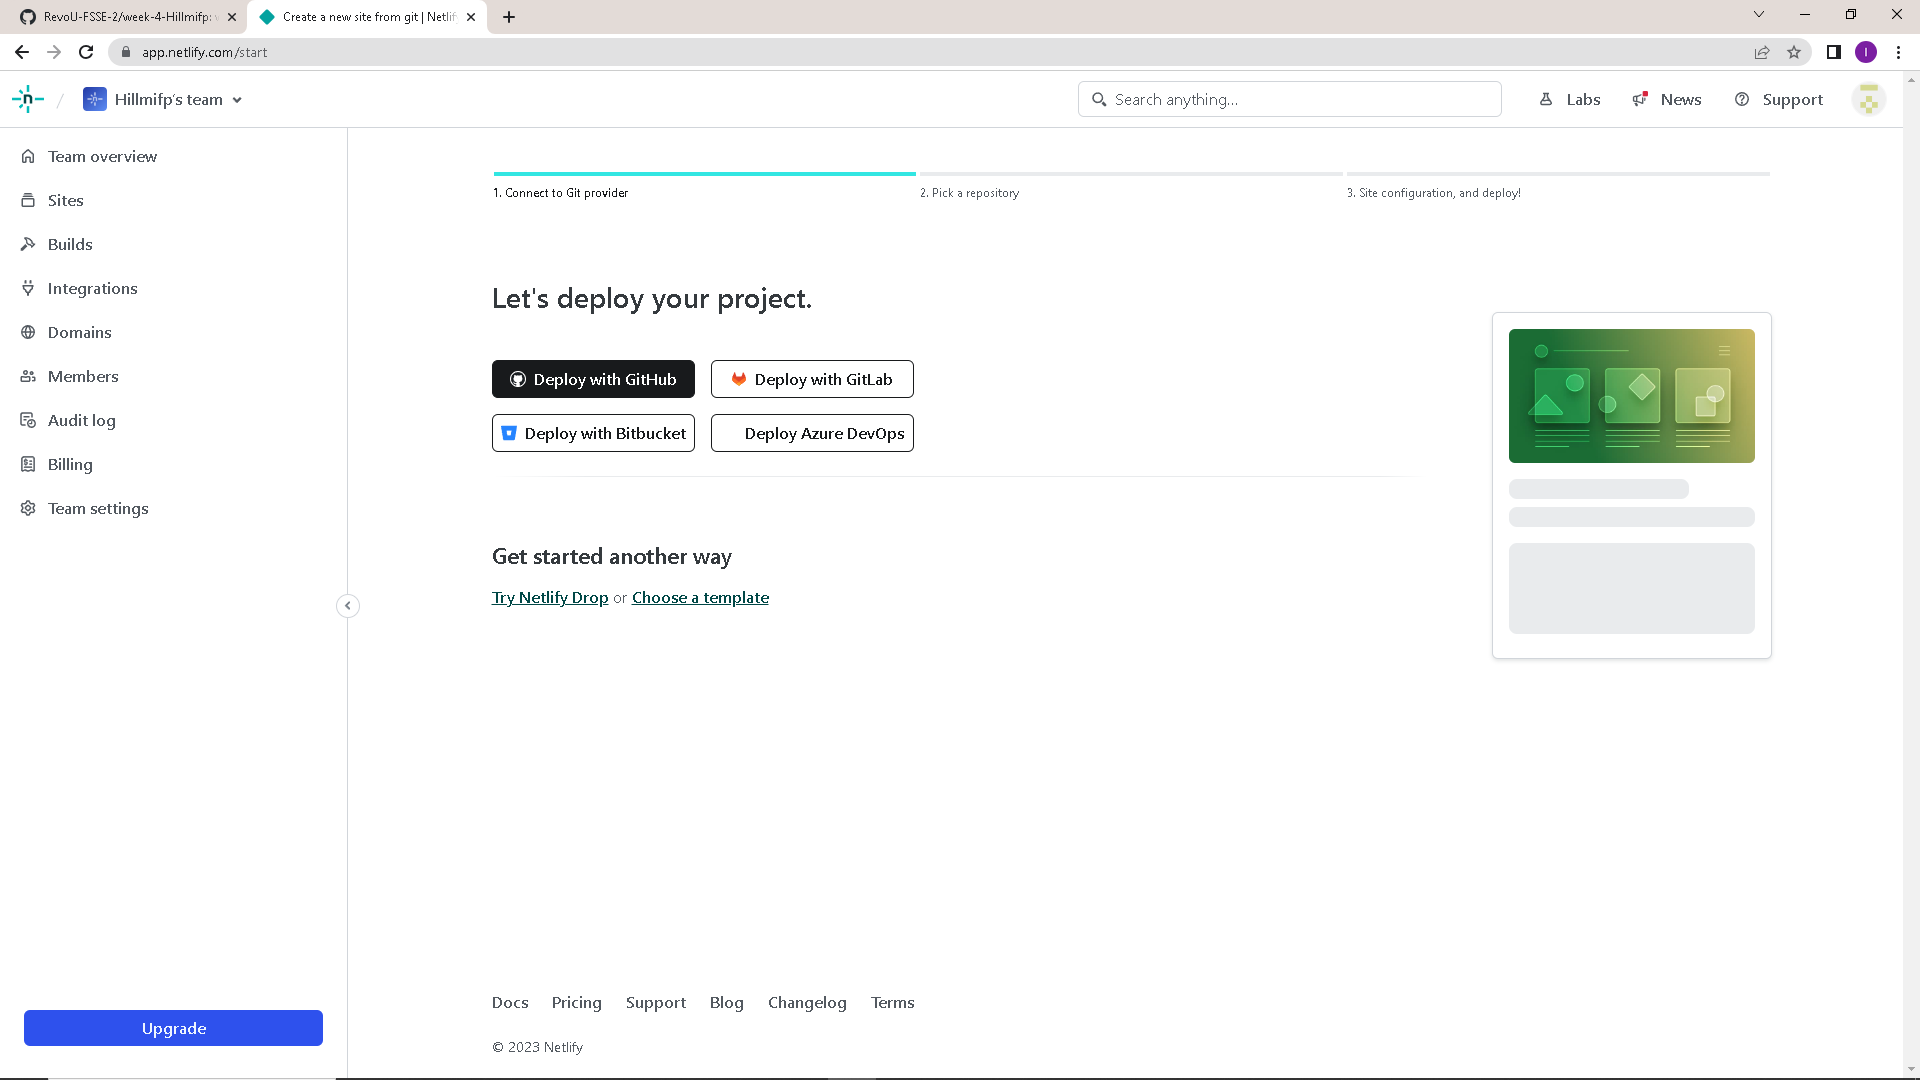 RevoU-FSSE-2/week-4-Hillmifp:
Create a new site from git | Netlify
app.netlify.com/start
Hillmifp's team
Search anything...
Labs
News
Support
Team overview
Sites
Builds
Integrations
Domains
Members
Audit log
Billing
Team settings
Upgrade
1. Connect to Git provider
2. Pick a repository
3. Site configuration, and deploy!
Let's deploy your project.
Deploy with GitHub
Deploy with GitLab
Deploy with Bitbucket
Deploy Azure DevOps
Get started another way
Try Netlify Drop or Choose a template
Docs
Pricing
Support
Blog
Changelog
Terms
© 2023 Netlify